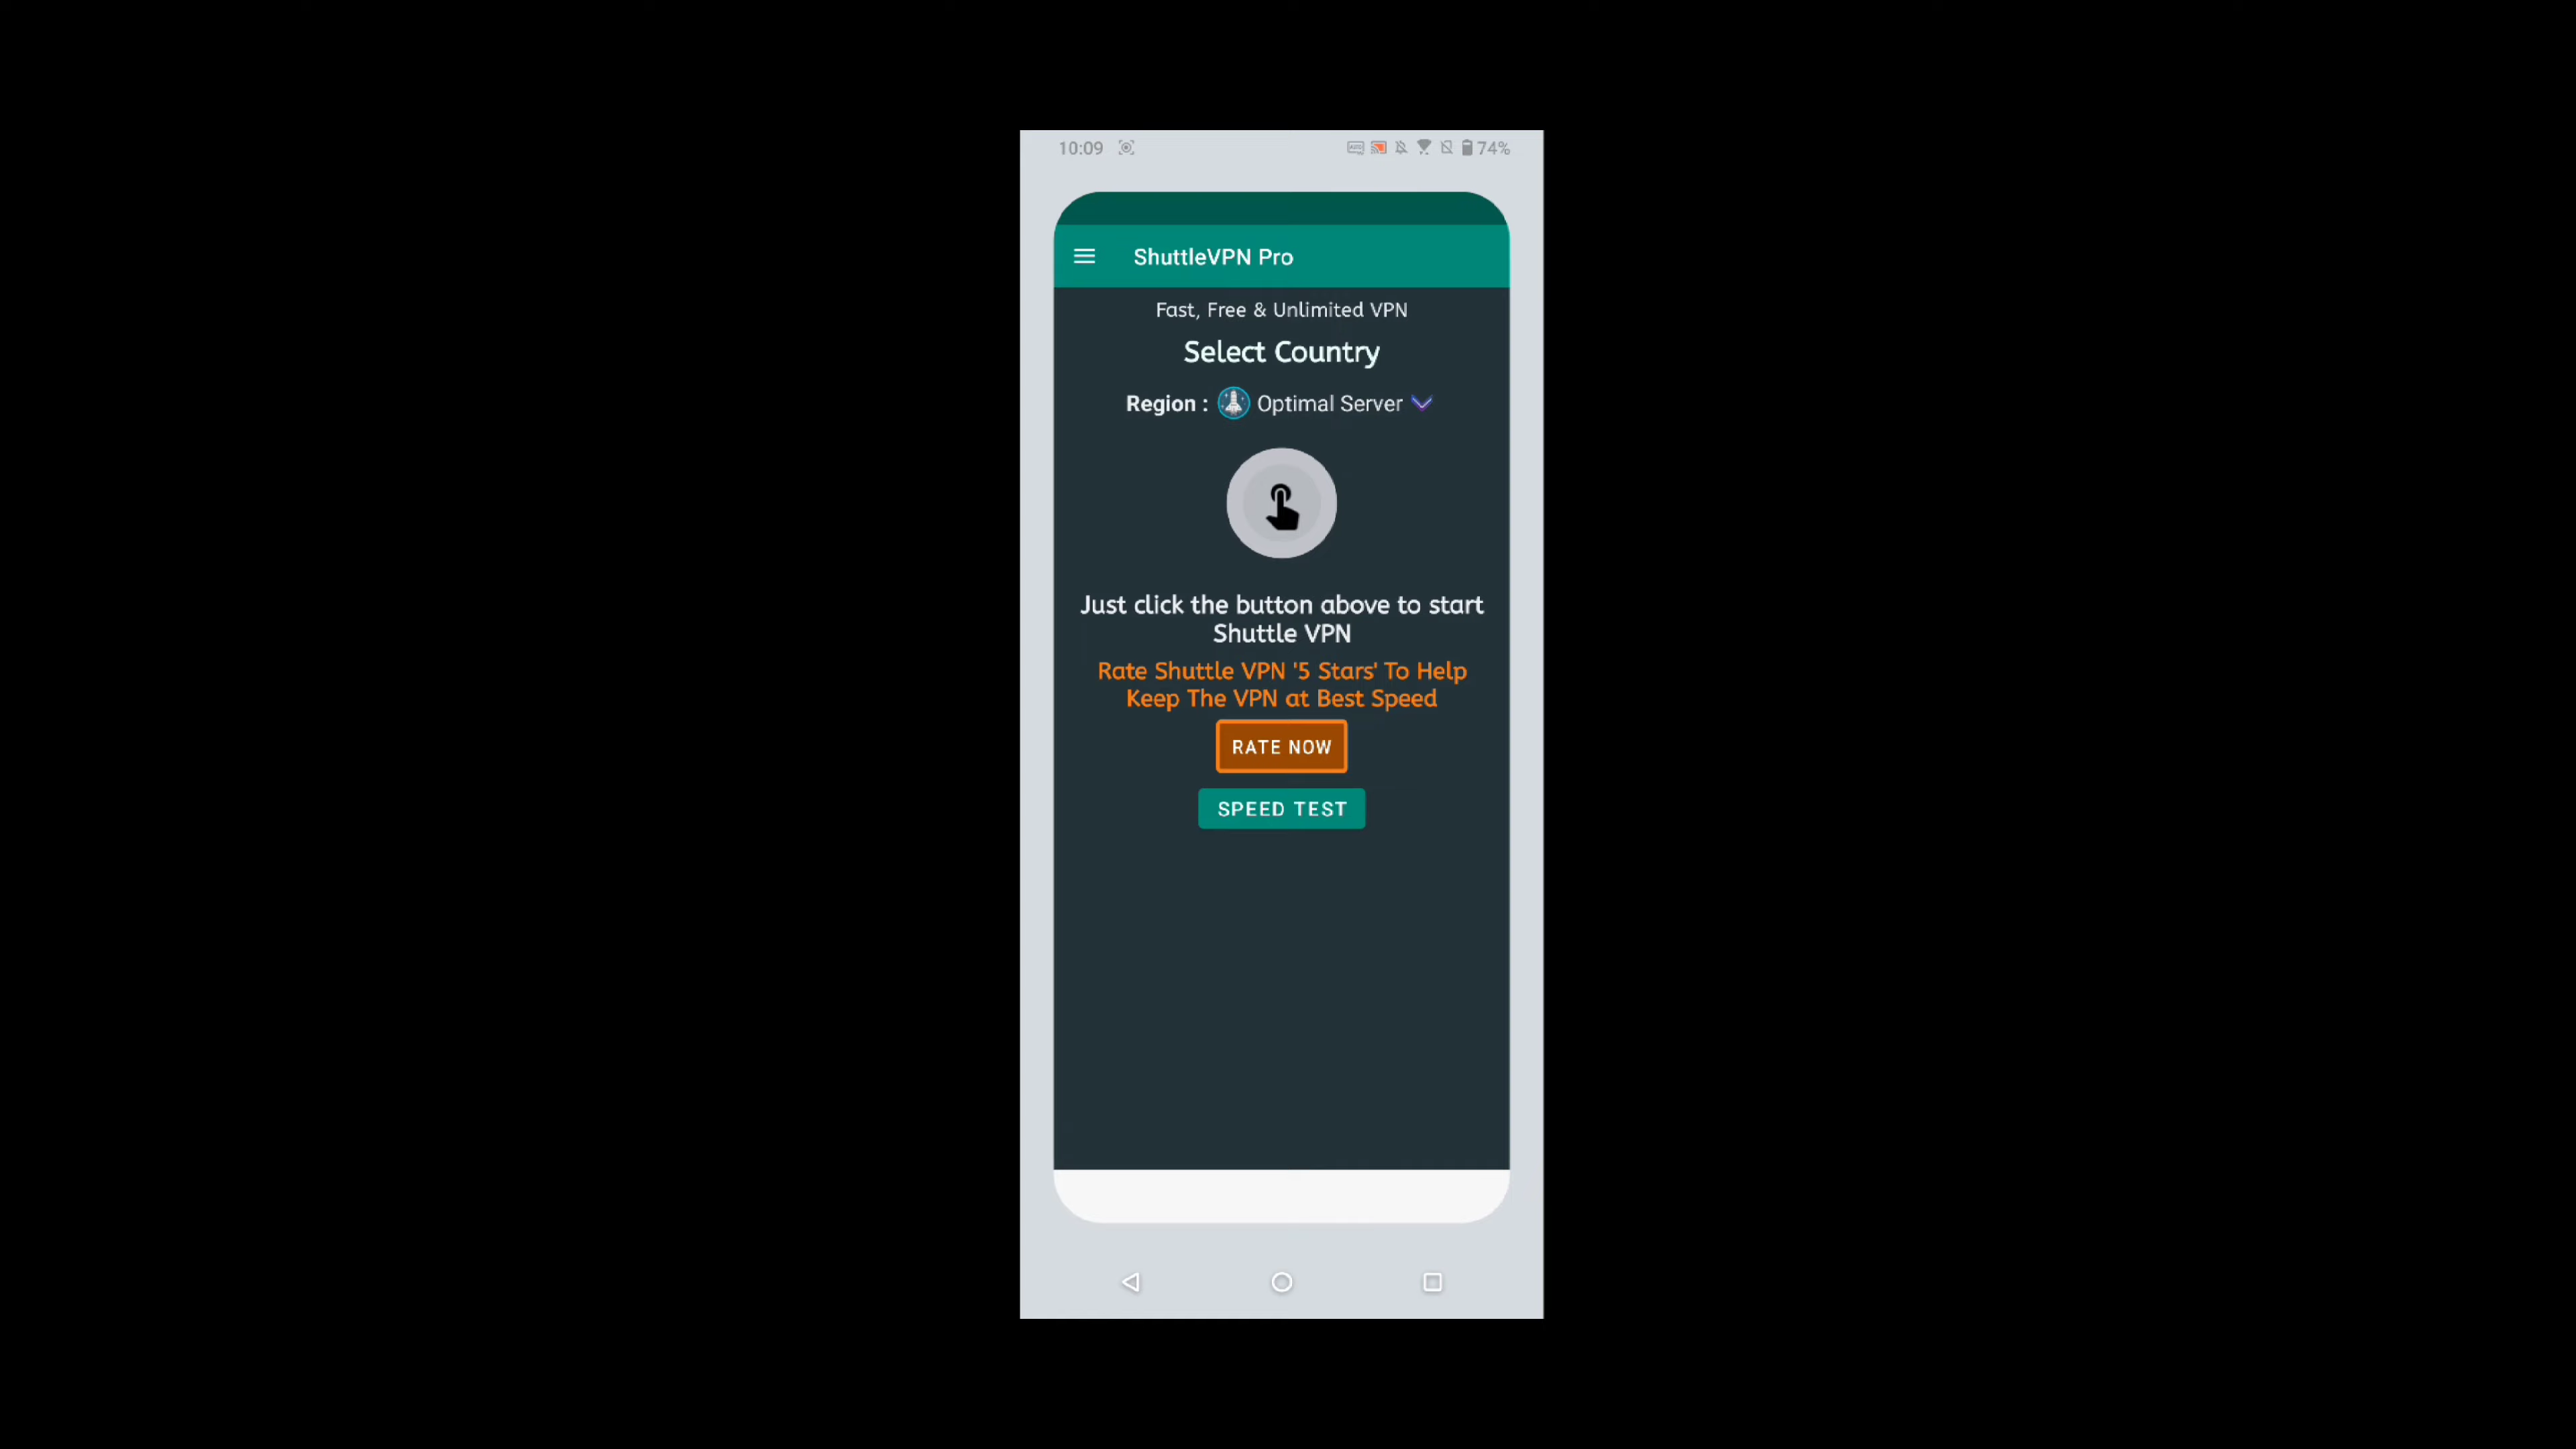 10:09
74%
ShuttleVPN Pro
Fast, Free & Unlimited VPN
Select Country
Region : Optimal Server
Just click the button above to start
Shuttle VPN
Rate Shuttle VPN '5 Stars' To Help
Keep The VPN at Best Speed
RATE NOW
SPEED TEST